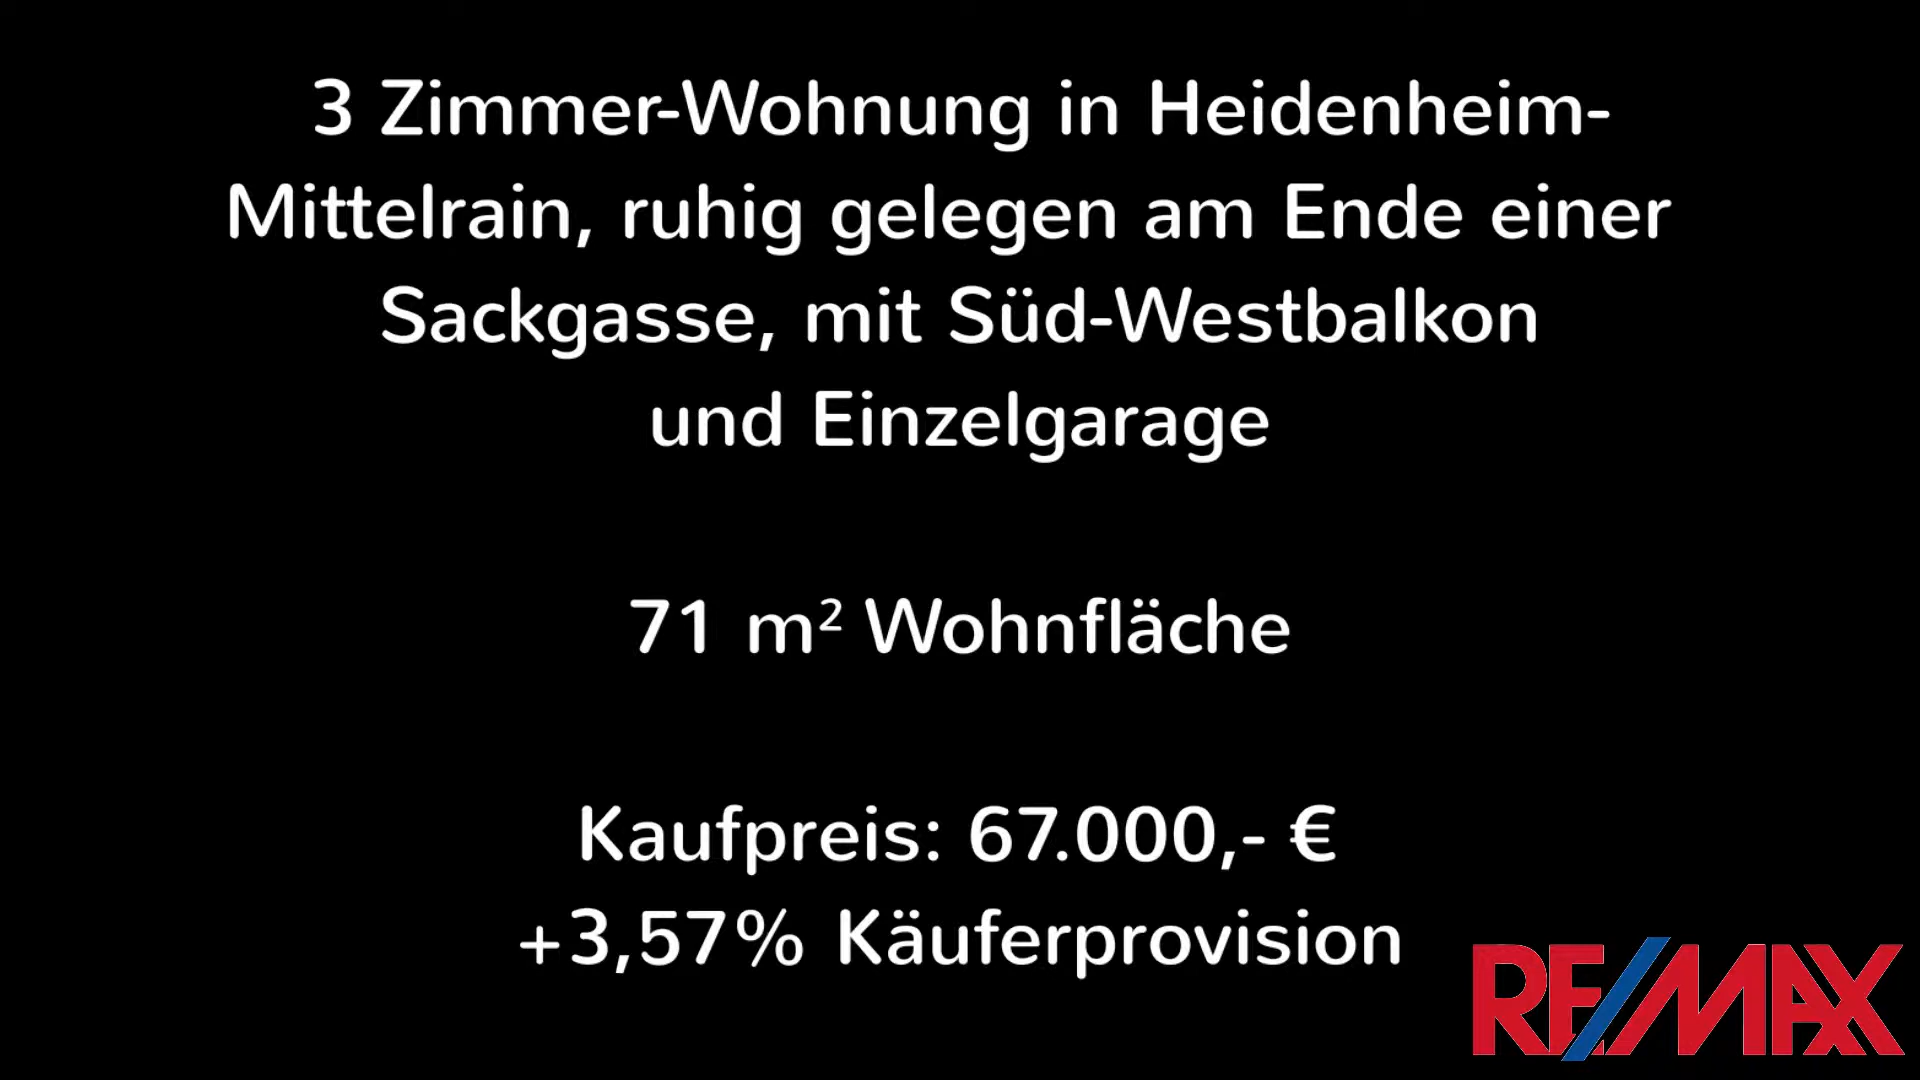 3 Zimmer-Wohnung in Heidenheim-
Mittelrain, ruhig gelegen am Ende einer
Sackgasse, mit Süd-Westbalkon
und Einzelgarage
71 m² Wohnfläche
Kaufpreis: 67.000,- €
+3,57% Käuferprovision
RE/MAX